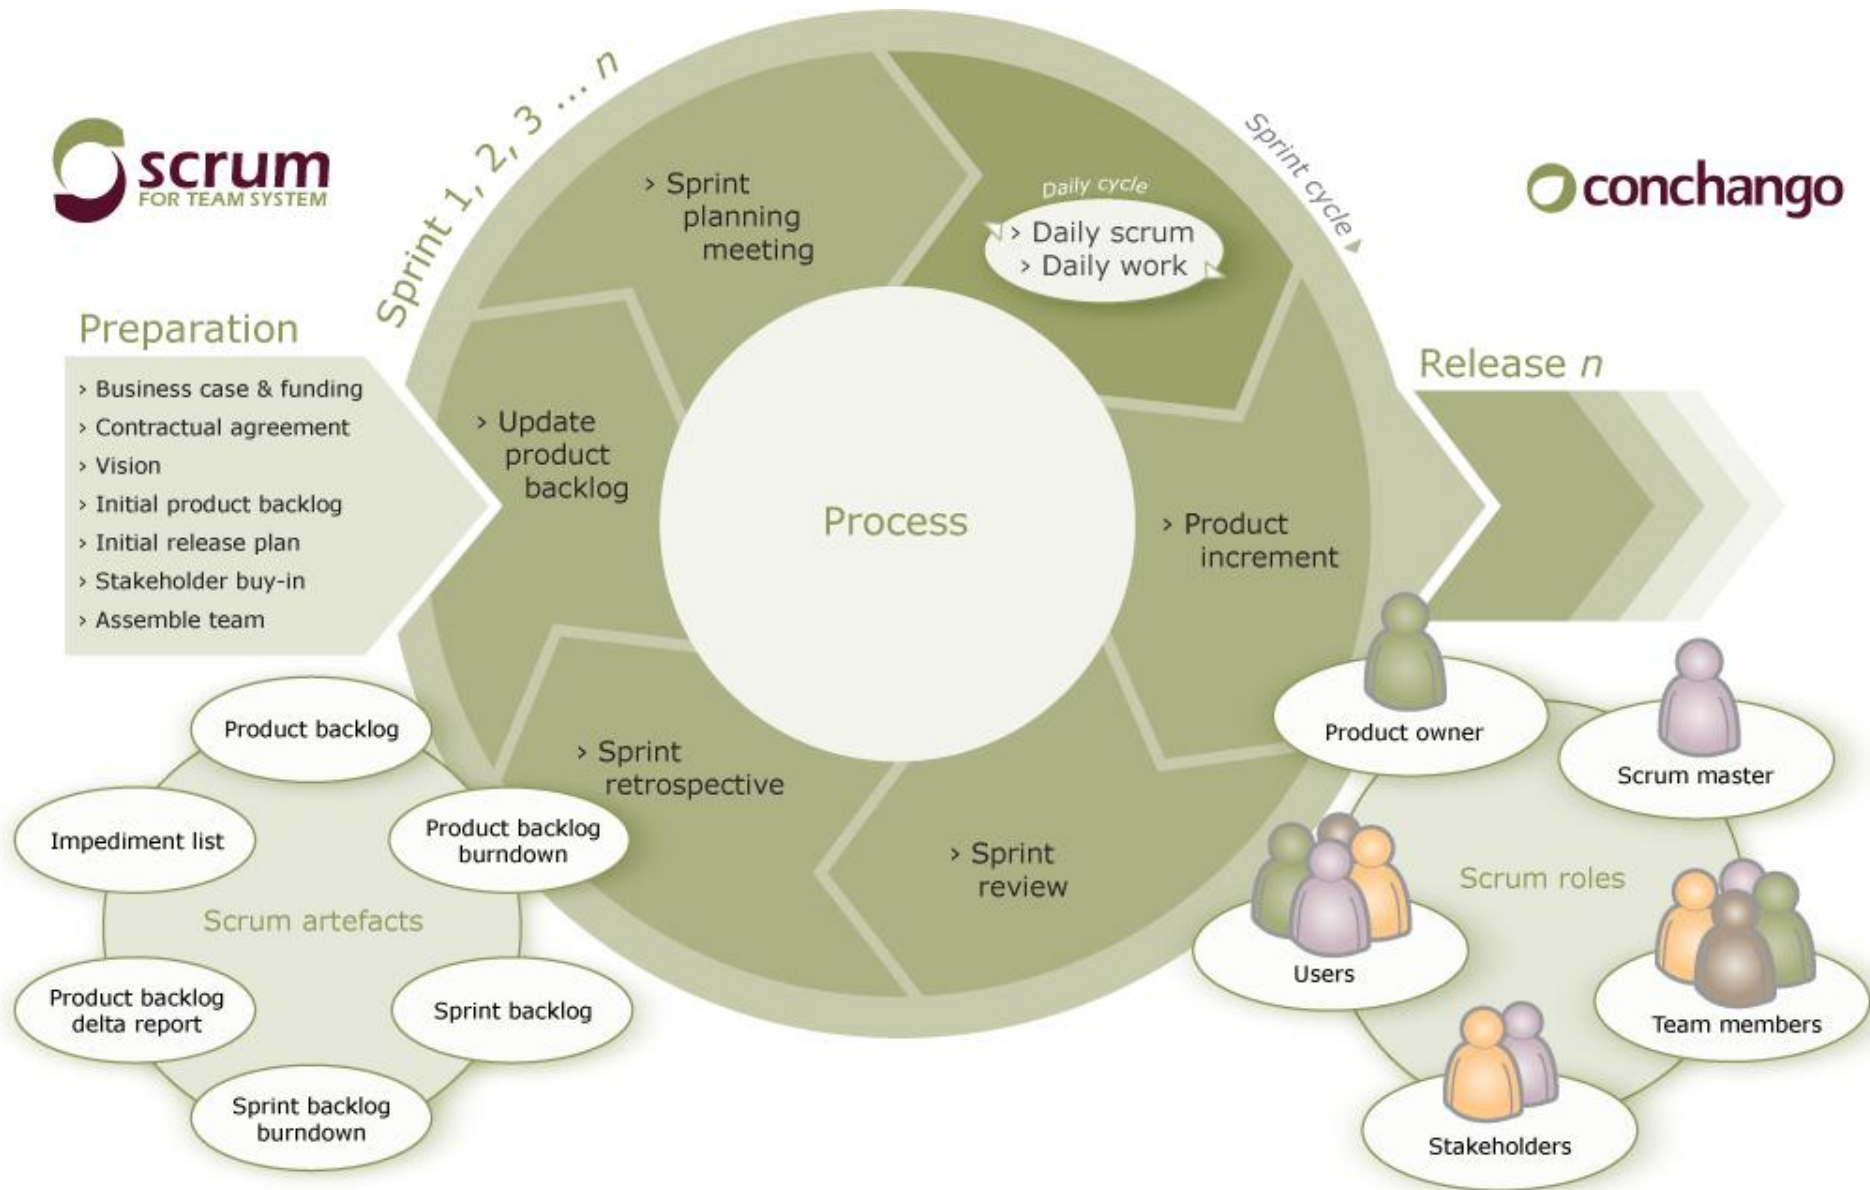 scrum
FOR TEAM SYSTEM
Sprint 1, 2, 3 ... n
Sprint cycle
conchango
Preparation
› Business case & funding
› Contractual agreement
› Vision
› Initial product backlog
› Initial release plan
› Stakeholder buy-in
› Assemble team
› Sprint
planning
meeting
Daily cycle
› Daily scrum
› Daily work
› Update
product
backlog
Process
› Product
increment
› Sprint
retrospective
› Sprint
review
Release n
Product backlog
Impediment list
Product backlog
burndown
Scrum artefacts
Product backlog
delta report
Sprint backlog
Sprint backlog
burndown
Product owner
Scrum master
Scrum roles
Users
Team members
Stakeholders